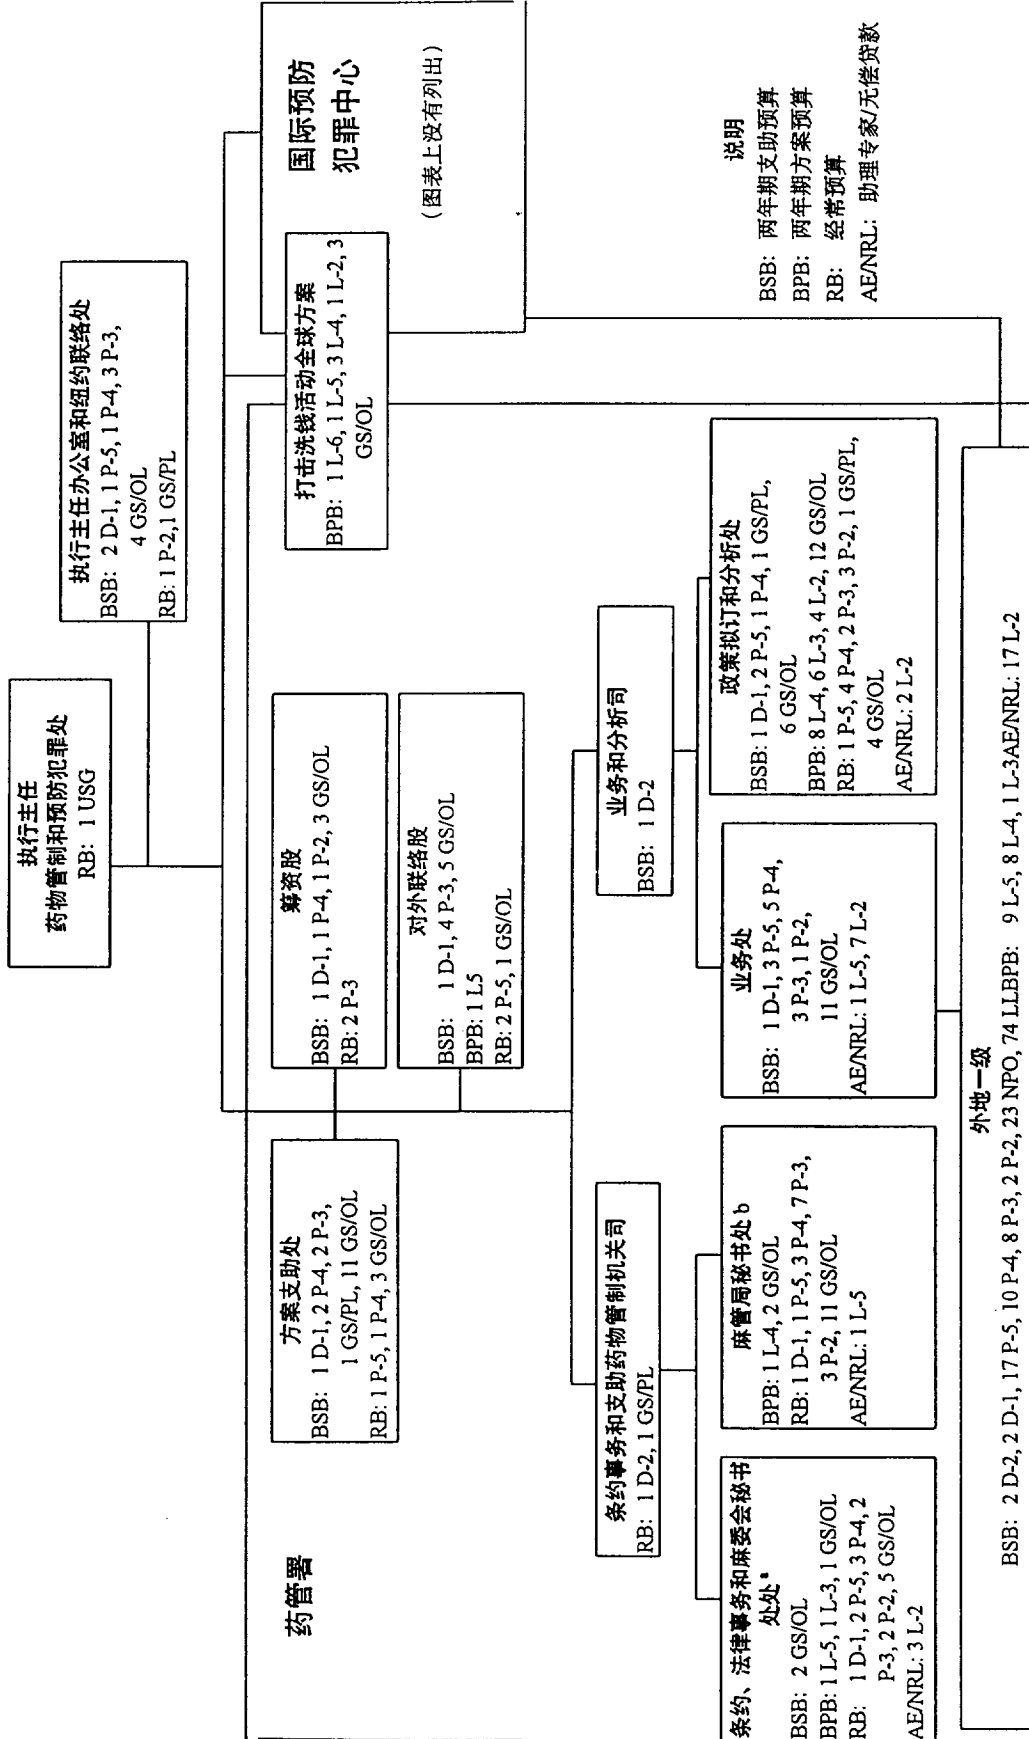 执行主任
药物管制和预防犯罪处
RB: 1 USG
执行主任办公室和纽约联络处
BSB: 2 D-1, 1 P-5, 1 P-4, 3 P-3,
4 GS/OL
RB: 1 P-2,1 GS/PL
药管署
方案支助处
BSB: 1 D-1, 2 P-4, 2 P-3,
1 GS/PL, 11 GS/OL
RB: 1 P-5, 1 P-4, 3 GS/OL
筹资股
BSB: 1 D-1, 1 P-4, 1 P-2, 3 GS/OL
RB: 2 P-3
对外联络股
BSB: 1 D-1, 4 P-3, 5 GS/OL
BPB: 1 L5
RB: 2 P-5, 1 GS/OL
打击洗钱活动全球方案
BPB: 1 L-6, 1 L-5, 3 L-4, 1 L-2, 3
GS/OL
国际预防
犯罪中心
(图表上没有列出)
条约事务和支助药物管制机关司
RB: 1 D-2, 1 GS/PL
业务和分析司
BSB: 1 D-2
条约、法律事务和麻委会秘书
处处 a
BSB: 2 GS/OL
BPB: 1 L-5, 1 L-3, 1 GS/OL
RB: 1 D-1, 2 P-5, 3 P-4, 2
P-3, 2 P-2, 5 GS/OL
AE/NRL: 3 L-2
麻管局秘书处 b
BPB: 1 L-4, 2 GS/OL
RB: 1 D-1, 1 P-5, 3 P-4, 7 P-3,
3 P-2, 11 GS/OL
AE/NRL: 1 L-5
业务处
BSB: 1 D-1, 3 P-5, 5 P-4,
3 P-3, 1 P-2,
11 GS/OL
AE/NRL: 1 L-5, 7 L-2
政策拟订和分析处
BSB: 1 D-1, 2 P-5, 1 P-4, 1 GS/PL,
6 GS/OL
BPB: 8 L-4, 6 L-3, 4 L-2, 12 GS/OL
RB: 1 P-5, 4 P-4, 2 P-3, 3 P-2, 1 GS/PL,
4 GS/OL
AE/NRL: 2 L-2
说明
BSB: 两年期支助预算
BPB: 两年期方案预算
RB: 经常预算
AE/NRL: 助理专家/无偿贷款
外地一级
BSB: 2 D-2, 2 D-1, 17 P-5, 10 P-4, 8 P-3, 2 P-2, 23 NPO, 74 LLBPB: 9 L-5, 8 L-4, 1 L-3AE/NRL: 17 L-2